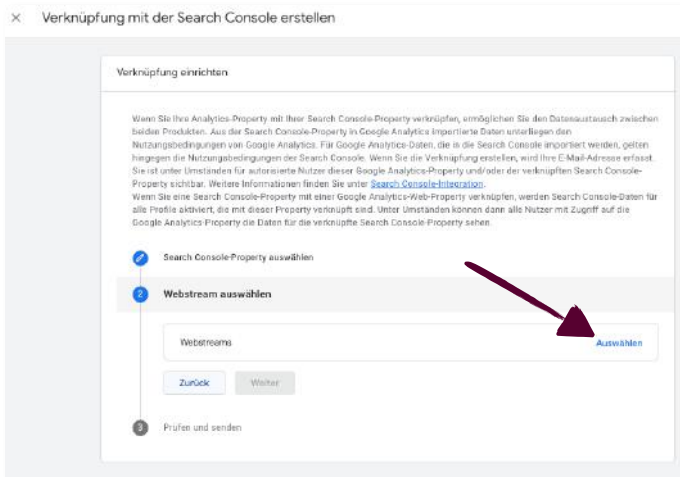 × Verknüpfung mit der Search Console erstellen
Verknüpfung einrichten
Wenn Sie Ihre Analytics-Property mit Ihrer Search Console-Property verknüpfen, ermöglichen Sie den Datenaustausch zwischen
beiden Produkten. Aus der Search Console-Property in Google Analytics importierte Daten unterliegen den
Nutzungsbedingungen von Google Analytics. Für Google Analytics-Daten, die in die Search Console importiert werden, gelten
hingegen die Nutzungsbedingungen der Search Console. Wenn Sie die Verknüpfung erstellen, wird Ihre E-Mail-Adresse erfasst.
Sie ist unter Umständen für autorisierte Nutzer dieser Google Analytics-Property und/oder der verknüpften Search Console-
Property sichtbar. Weitere Informationen finden Sie unter Search Console-Integration.
Wenn Sie eine Search Console-Property mit einer Google Analytics-Web-Property verknüpfen, werden Search Console-Daten für
alle Profile aktiviert, die mit dieser Property verknüpft sind. Unter Umständen können dann alle Nutzer mit Zugriff auf die
Google Analytics-Property die Daten für die verknüpfte Search Console-Property sehen.
Search Console-Property auswählen
2 Webstream auswählen
Webstreams Auswählen
Zurück Weiter
3 Prüfen und senden